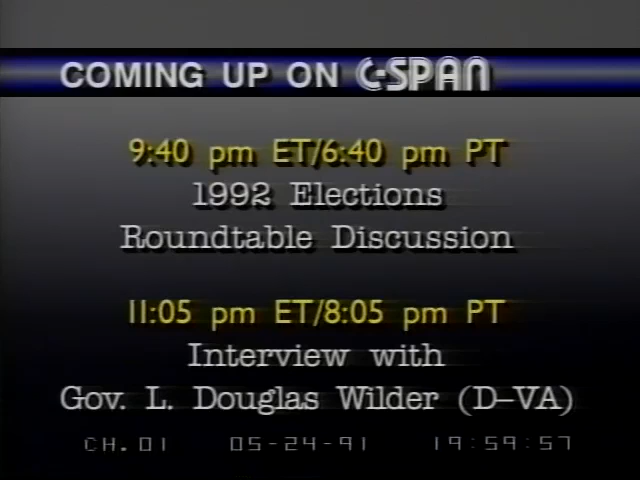 COMING UP ON C-SPAN
9:40 pm ET/6:40 pm PT
1992 Elections
Roundtable Discussion
11:05 pm ET/8:05 pm PT
Interview with
Gov. L. Douglas Wilder (D–VA)
CH.01 05-24-91 19:59:57